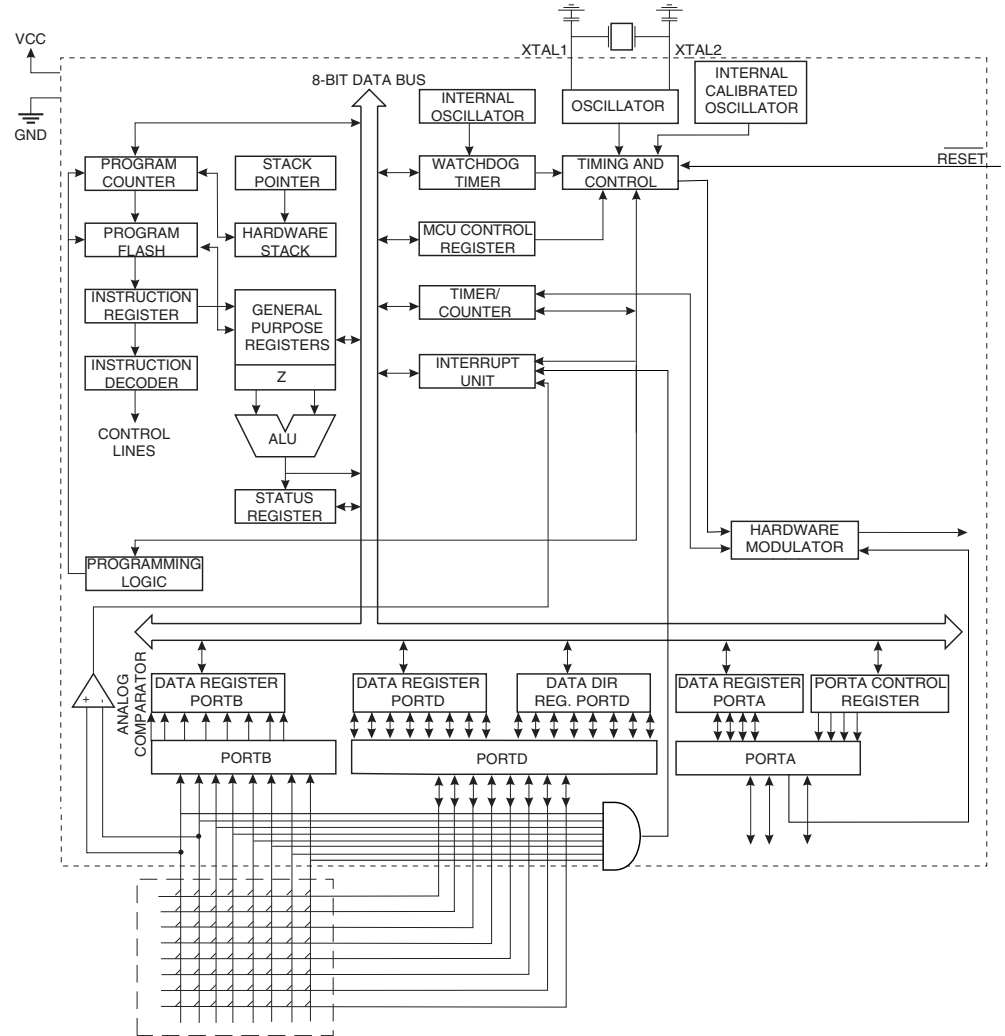 VCC
GND
XTAL1
XTAL2
8-BIT DATA BUS
INTERNAL
OSCILLATOR
OSCILLATOR
INTERNAL
CALIBRATED
OSCILLATOR
RESET
PROGRAM
COUNTER
STACK
POINTER
WATCHDOG
TIMER
TIMING AND
CONTROL
PROGRAM
FLASH
HARDWARE
STACK
MCU CONTROL
REGISTER
INSTRUCTION
REGISTER
GENERAL
PURPOSE
REGISTERS
Z
TIMER/
COUNTER
INSTRUCTION
DECODER
INTERRUPT
UNIT
CONTROL
LINES
ALU
STATUS
REGISTER
HARDWARE
MODULATOR
PROGRAMMING
LOGIC
ANALOG
COMPARATOR
+
-
DATA REGISTER
PORTB
DATA REGISTER
PORTD
DATA DIR
REG. PORTD
DATA REGISTER
PORTA
PORTA CONTROL
REGISTER
PORTB
PORTD
PORTA